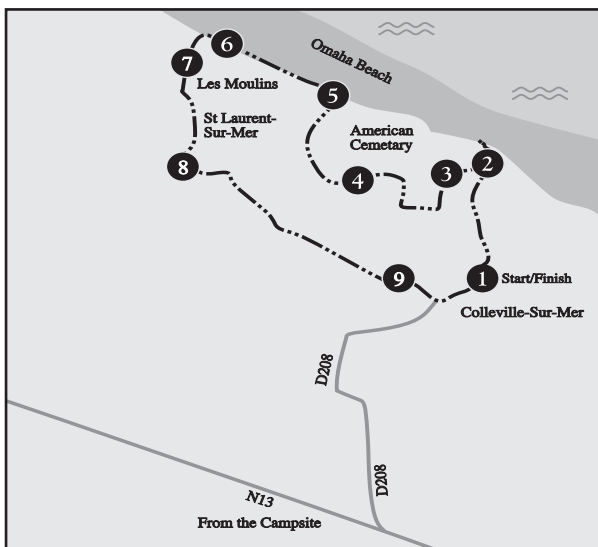 6
7
Omaha Beach
Les Moulins
5
St Laurent-
Sur-Mer
American
Cemetary
8
4
3
2
9
1
Start/Finish
Colleville-Sur-Mer
D208
D208
N13
From the Campsite